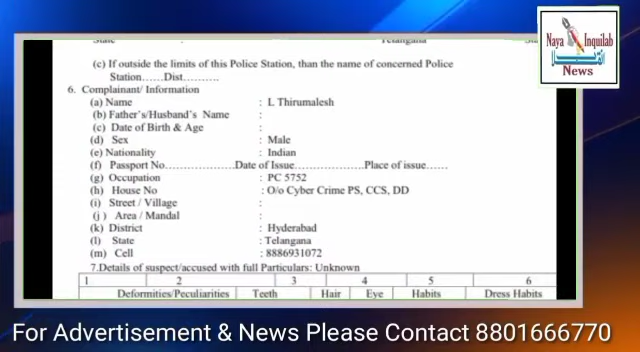 State : Telangana
Naya Inquilab
انقلاب
News
(c) If outside the limits of this Police Station, than the name of concerned Police
Station......Dist..........
6. Complainant/ Information
(a) Name : L Thirumalesh
(b) Father's/Husband's Name :
(c) Date of Birth & Age :
(d) Sex : Male
(e) Nationality : Indian
(f) Passport No.....................Date of Issue.....................Place of issue......
(g) Occupation : PC 5752
(h) House No : O/o Cyber Crime PS, CCS, DD
(i) Street / Village :
(j) Area / Mandal :
(k) District : Hyderabad
(l) State : Telangana
(m) Cell : 8886931072
7.Details of suspect/accused with full Particulars: Unknown
1 2 3 4 5 6
Deformities/Peculiarities Teeth Hair Eye Habits Dress Habits
For Advertisement & News Please Contact 8801666770